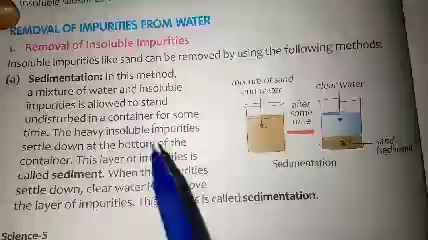 REMOVAL OF IMPURITIES FROM WATER
1. Removal of Insoluble Impurities
Insoluble Impurities like sand can be removed by using the following methods:
(a) Sedimentation: In this method,
a mixture of water and insoluble
impurities is allowed to stand
undisturbed in a container for some
time. The heavy insoluble impurities
settle down at the bottom of the
container. This layer of impurities is
called sediment. When the
settle down, clear water
the layer of impurities. is called sedimentation.
mixture of sand
and water
after
some
time
clear water
sand
(sediment)
Sedimentation
Science-5